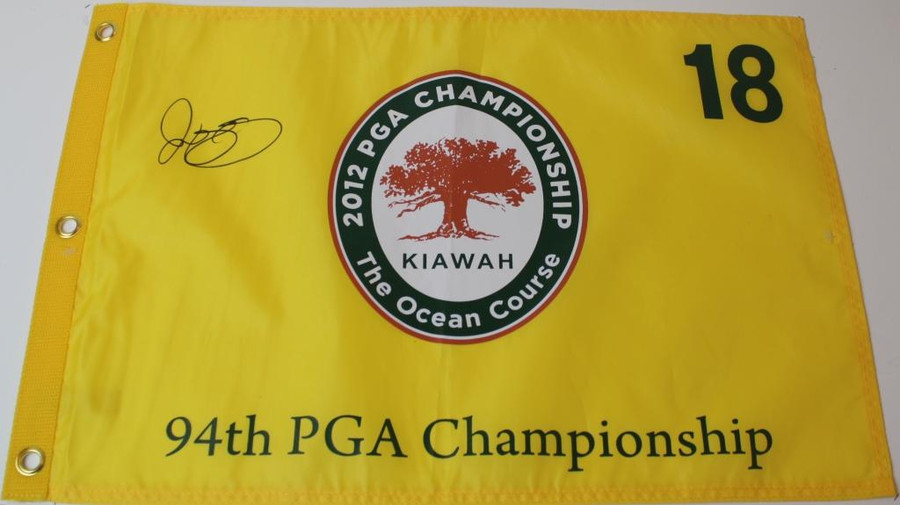 18
2012 PGA CHAMPIONSHIP
KIAWAH
The Ocean Course
94th PGA Championship